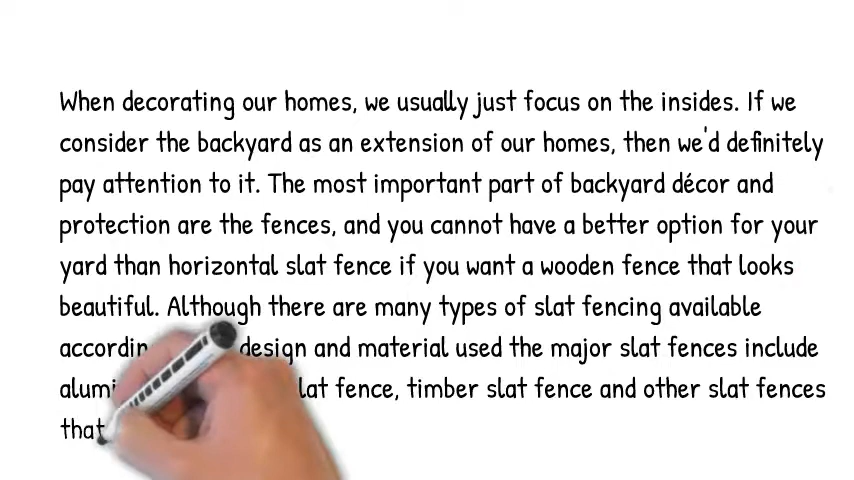 When decorating our homes, we usually just focus on the insides. If we
consider the backyard as an extension of our homes, then we'd definitely
pay attention to it. The most important part of backyard décor and
protection are the fences, and you cannot have a better option for your
yard than horizontal slat fence if you want a wooden fence that looks
beautiful. Although there are many types of slat fencing available
design and material used the major slat fences include
fence, timber slat fence and other slat fences
that